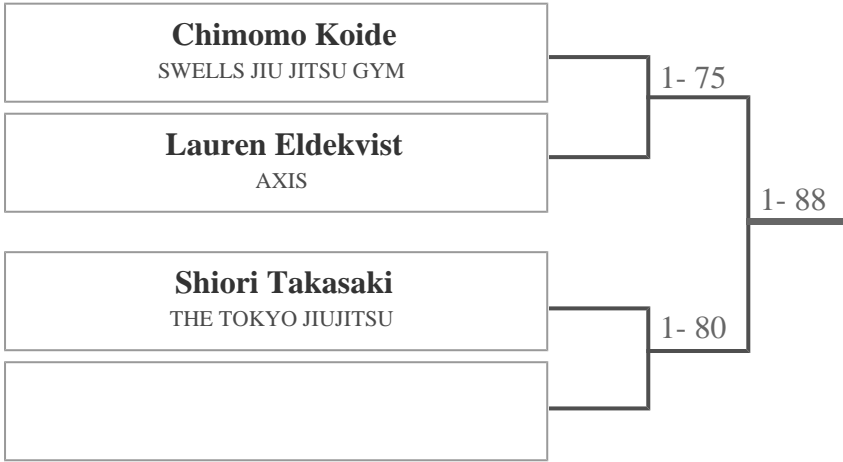 Chimomo Koide
SWELLS JIU JITSU GYM
1- 75
Lauren Eldekvist
AXIS
1- 88
Shiori Takasaki
THE TOKYO JIUJITSU
1- 80